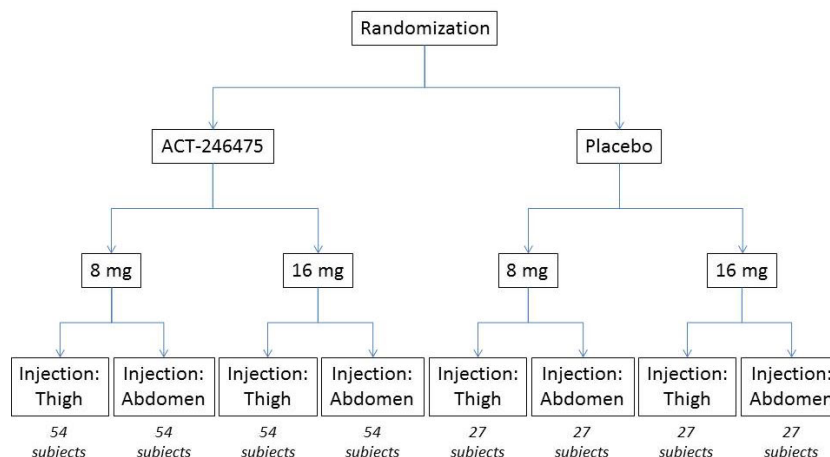 Randomization
ACT-246475
Placebo
8 mg
16 mg
8 mg
16 mg
Injection:
Thigh
Injection:
Abdomen
Injection:
Thigh
Injection:
Abdomen
Injection:
Thigh
Injection:
Abdomen
Injection:
Thigh
Injection:
Abdomen
54
subjects
54
subjects
54
subjects
54
subjects
27
subjects
27
subjects
27
subjects
27
subjects